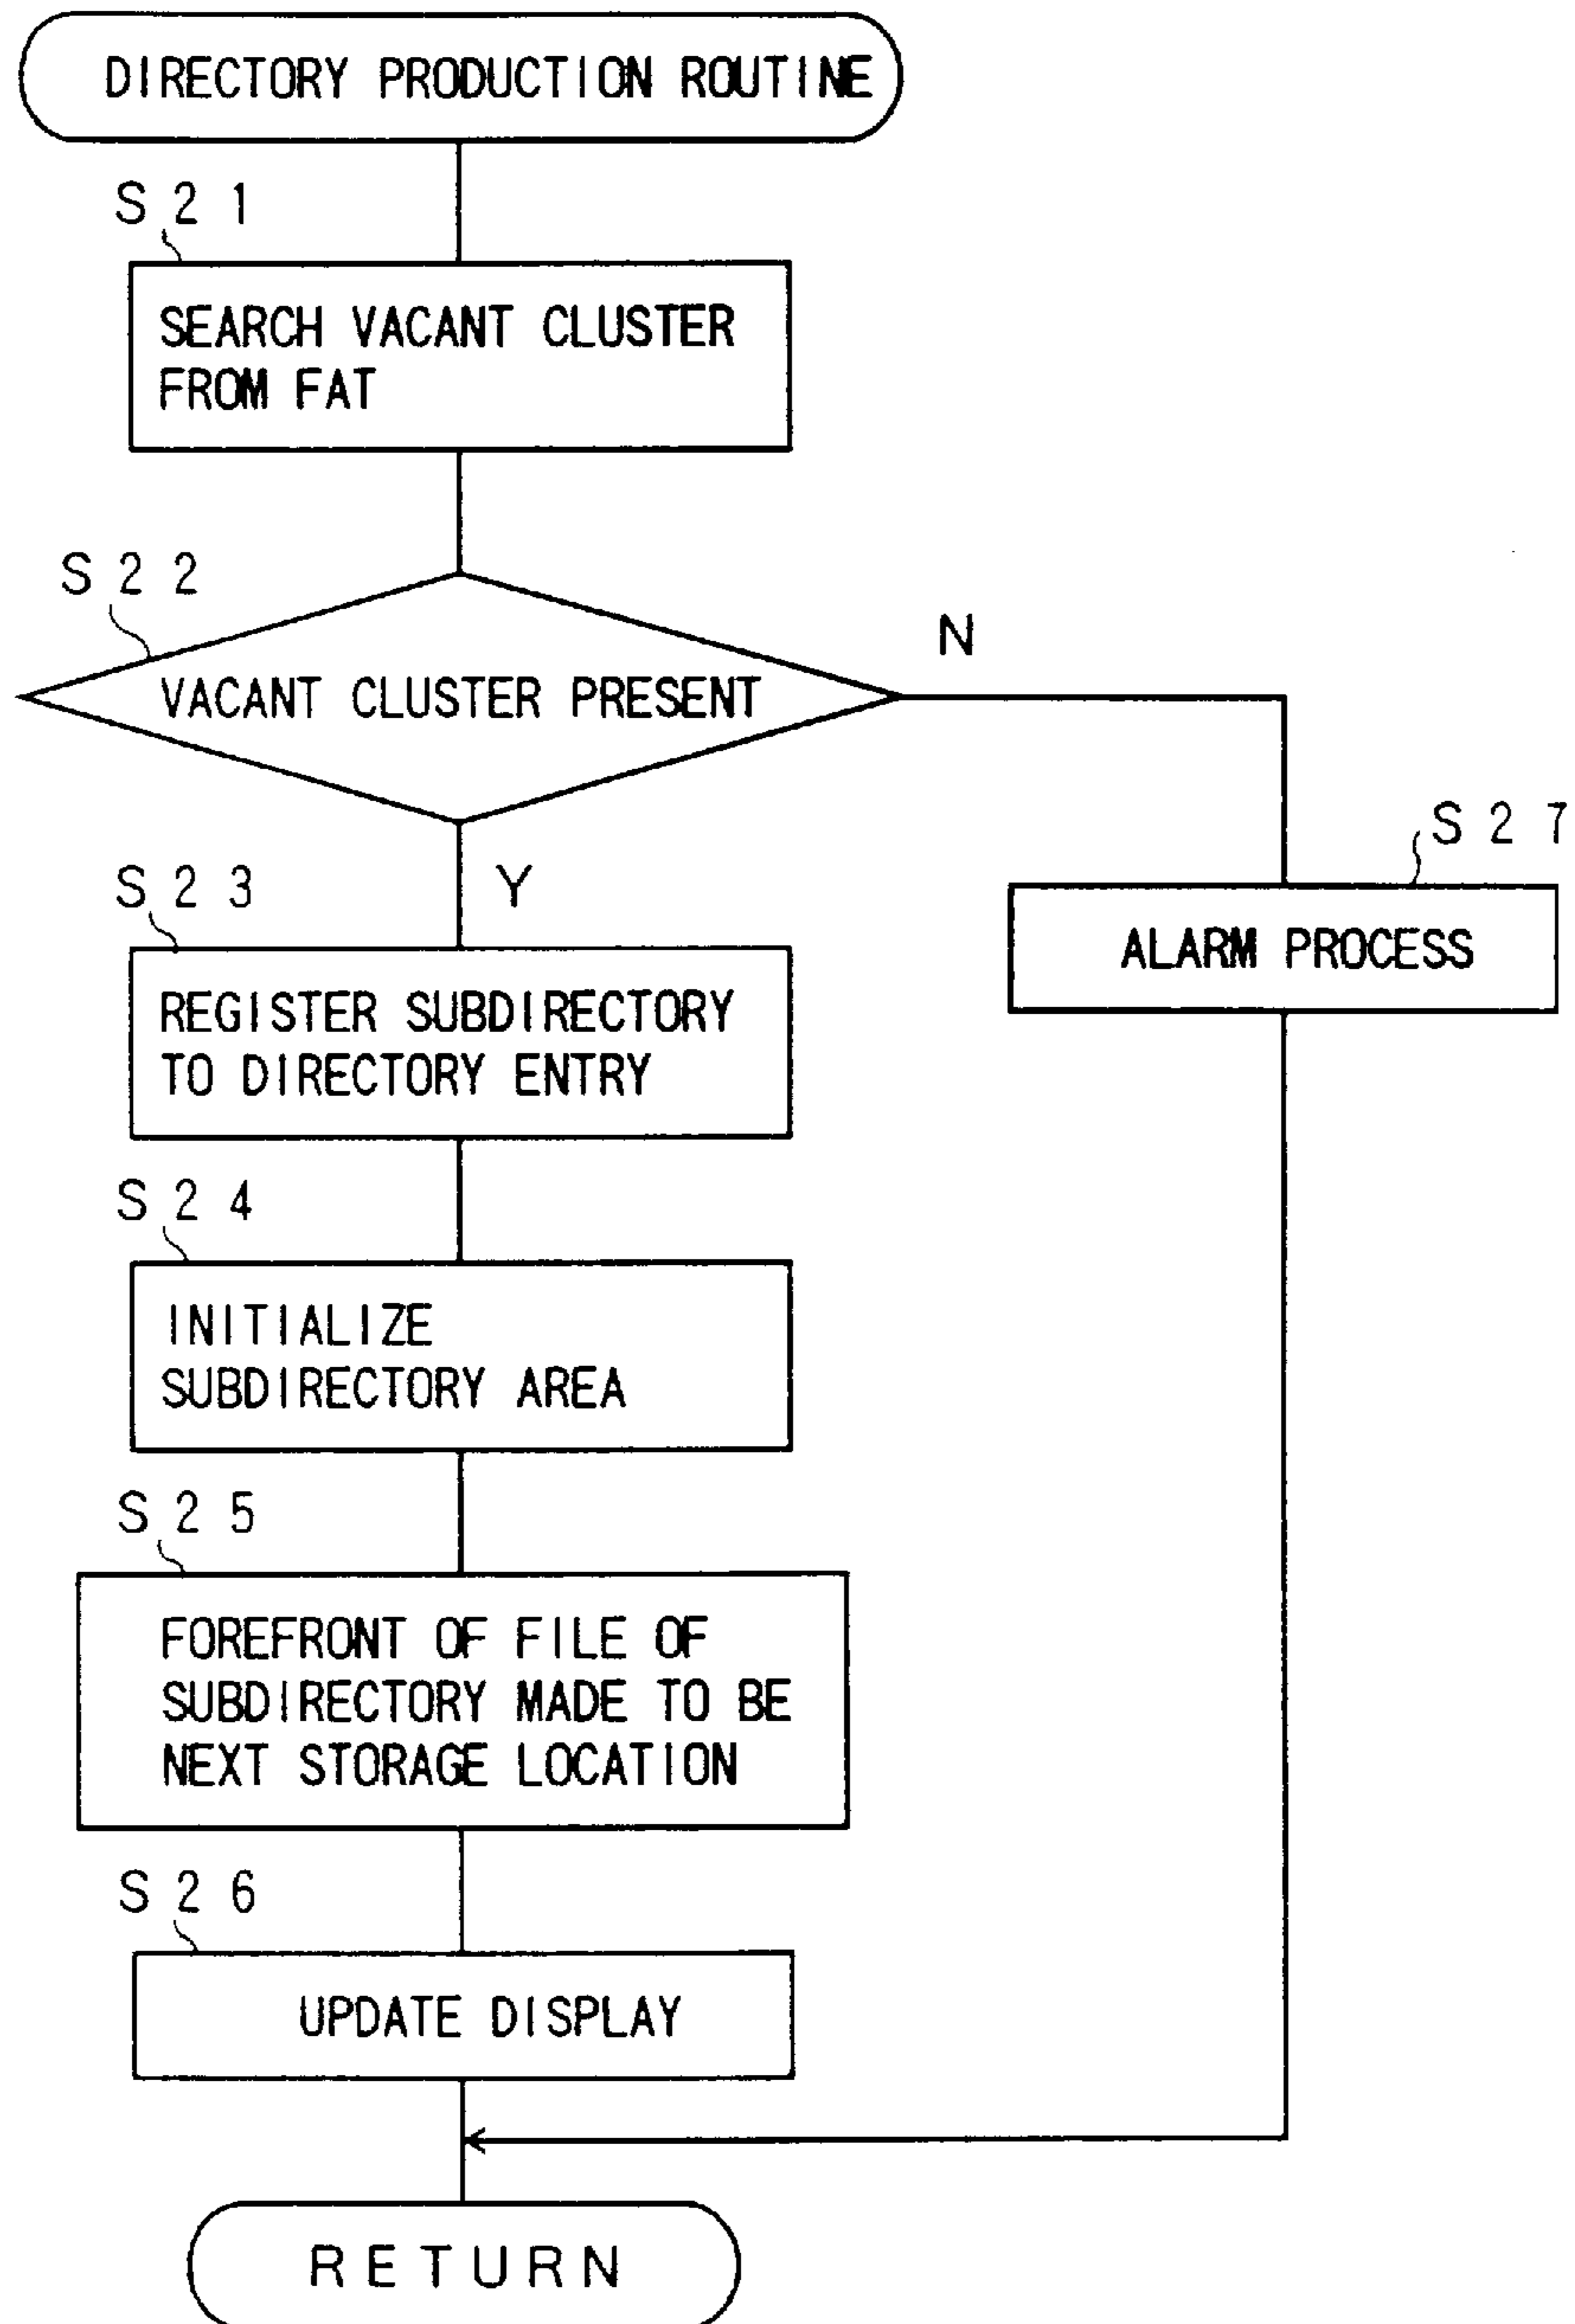 DIRECTORY PRODUCTION ROUTINE
S21
SEARCH VACANT CLUSTER
FROM FAT
S22
VACANT CLUSTER PRESENT
N
Y
S27
ALARM PROCESS
S23
REGISTER SUBDIRECTORY
TO DIRECTORY ENTRY
S24
INITIALIZE
SUBDIRECTORY AREA
S25
FOREFRONT OF FILE OF
SUBDIRECTORY MADE TO BE
NEXT STORAGE LOCATION
S26
UPDATE DISPLAY
RETURN